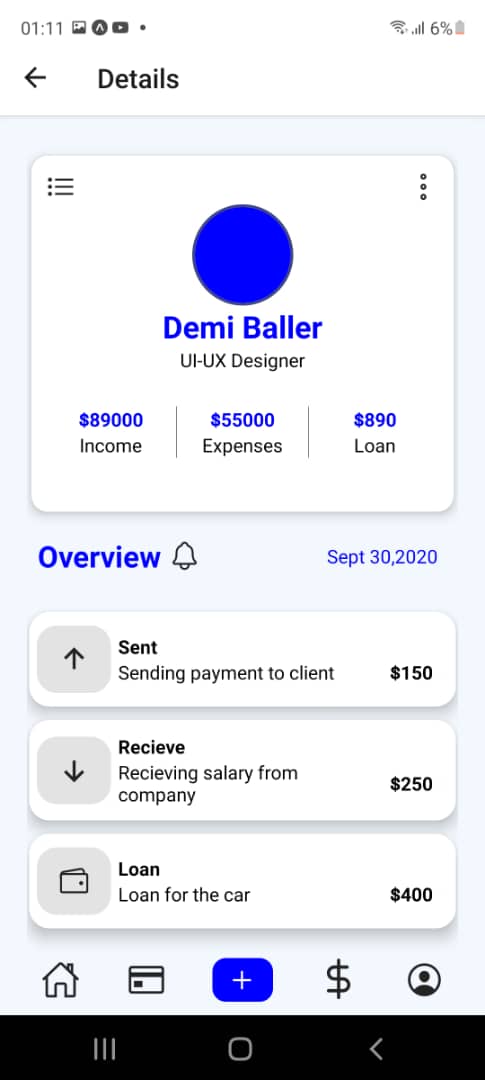 01:11 6%
Details
Demi Baller
UI-UX Designer
$89000 $55000 $890
Income Expenses Loan
Overview Sept 30,2020
Sent
Sending payment to client $150
Recieve
Recieving salary from
company $250
Loan
Loan for the car $400